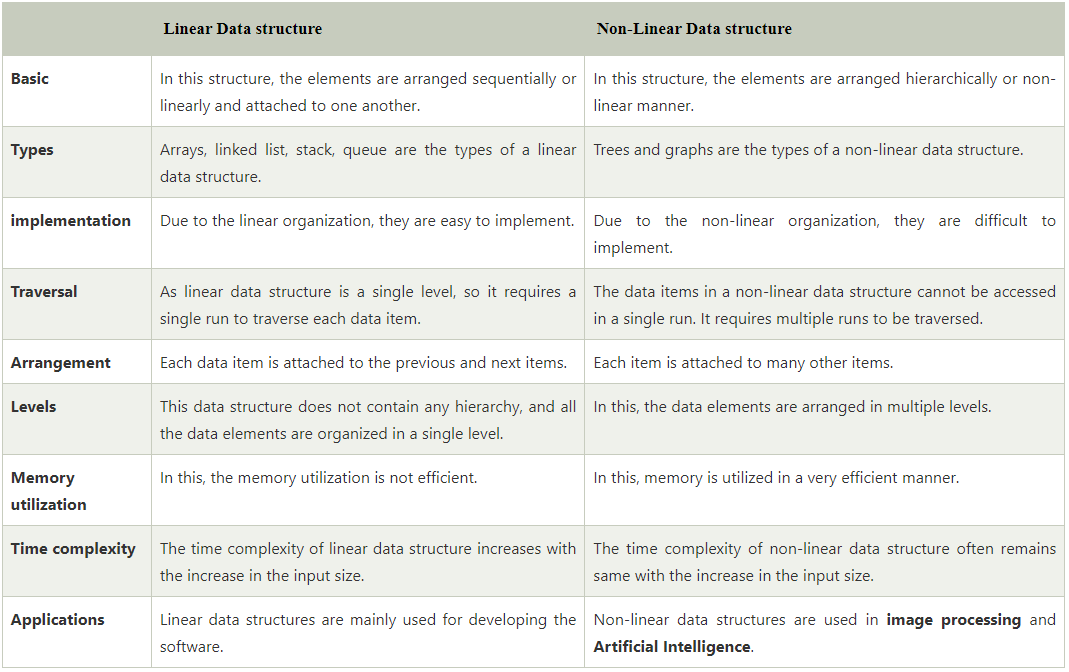 Linear Data structure
Non-Linear Data structure
Basic
In this structure, the elements are arranged sequentially or
linearly and attached to one another.
In this structure, the elements are arranged hierarchically or non-
linear manner.
Types
Arrays, linked list, stack, queue are the types of a linear
data structure.
Trees and graphs are the types of a non-linear data structure.
implementation
Due to the linear organization, they are easy to implement.
Due to the non-linear organization, they are difficult to
implement.
Traversal
As linear data structure is a single level, so it requires a
single run to traverse each data item.
The data items in a non-linear data structure cannot be accessed
in a single run. It requires multiple runs to be traversed.
Arrangement
Each data item is attached to the previous and next items.
Each item is attached to many other items.
Levels
This data structure does not contain any hierarchy, and all
the data elements are organized in a single level.
In this, the data elements are arranged in multiple levels.
Memory
utilization
In this, the memory utilization is not efficient.
In this, memory is utilized in a very efficient manner.
Time complexity
The time complexity of linear data structure increases with
the increase in the input size.
The time complexity of non-linear data structure often remains
same with the increase in the input size.
Applications
Linear data structures are mainly used for developing the
software.
Non-linear data structures are used in image processing and
Artificial Intelligence.